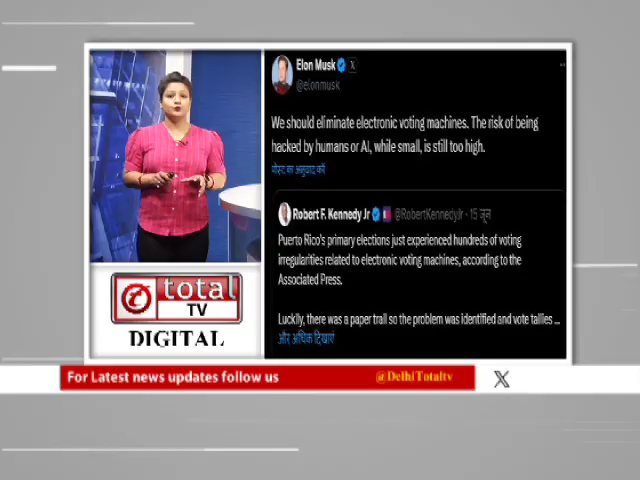 Elon Musk
@elonmusk
We should eliminate electronic voting machines. The risk of being
hacked by humans or AI, while small, is still too high.
पोस्ट का अनुवाद करें
Robert F. Kennedy Jr @RobertKennedyJr · 15 जून
Puerto Rico's primary elections just experienced hundreds of voting
irregularities related to electronic voting machines, according to the
Associated Press.
Luckily, there was a paper trail so the problem was identified and vote tallies ...
और अधिक दिखाएं
total
TV
DIGITAL
For Latest news updates follow us @DelhiTotaltv X